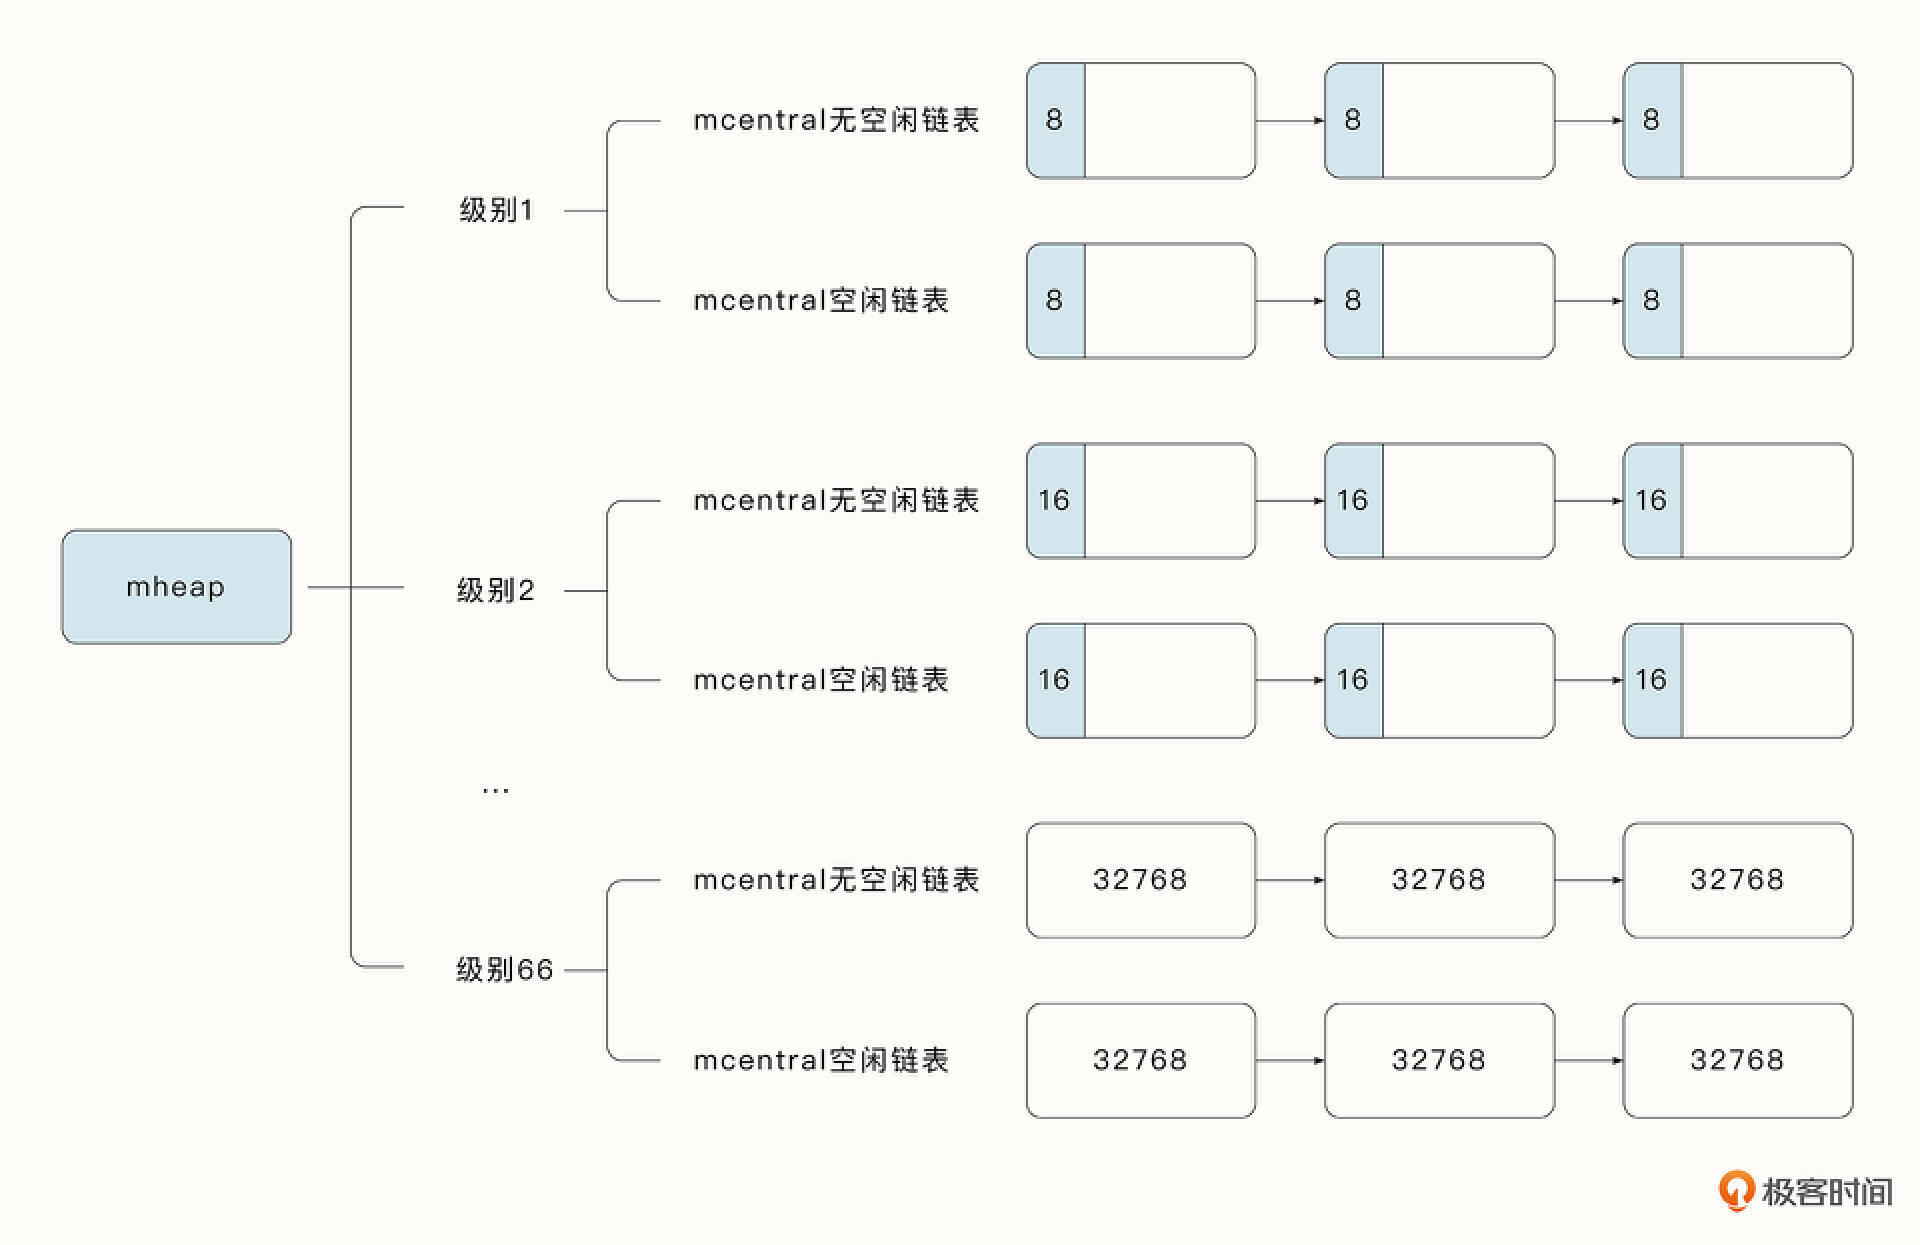 mcentral无空闲链表 8 8 8
级别1
mcentral空闲链表 8 8 8
mcentral无空闲链表 16 16 16
mheap
级别2
mcentral空闲链表 16 16 16
...
mcentral无空闲链表 32768 32768 32768
级别66
mcentral空闲链表 32768 32768 32768
极客时间